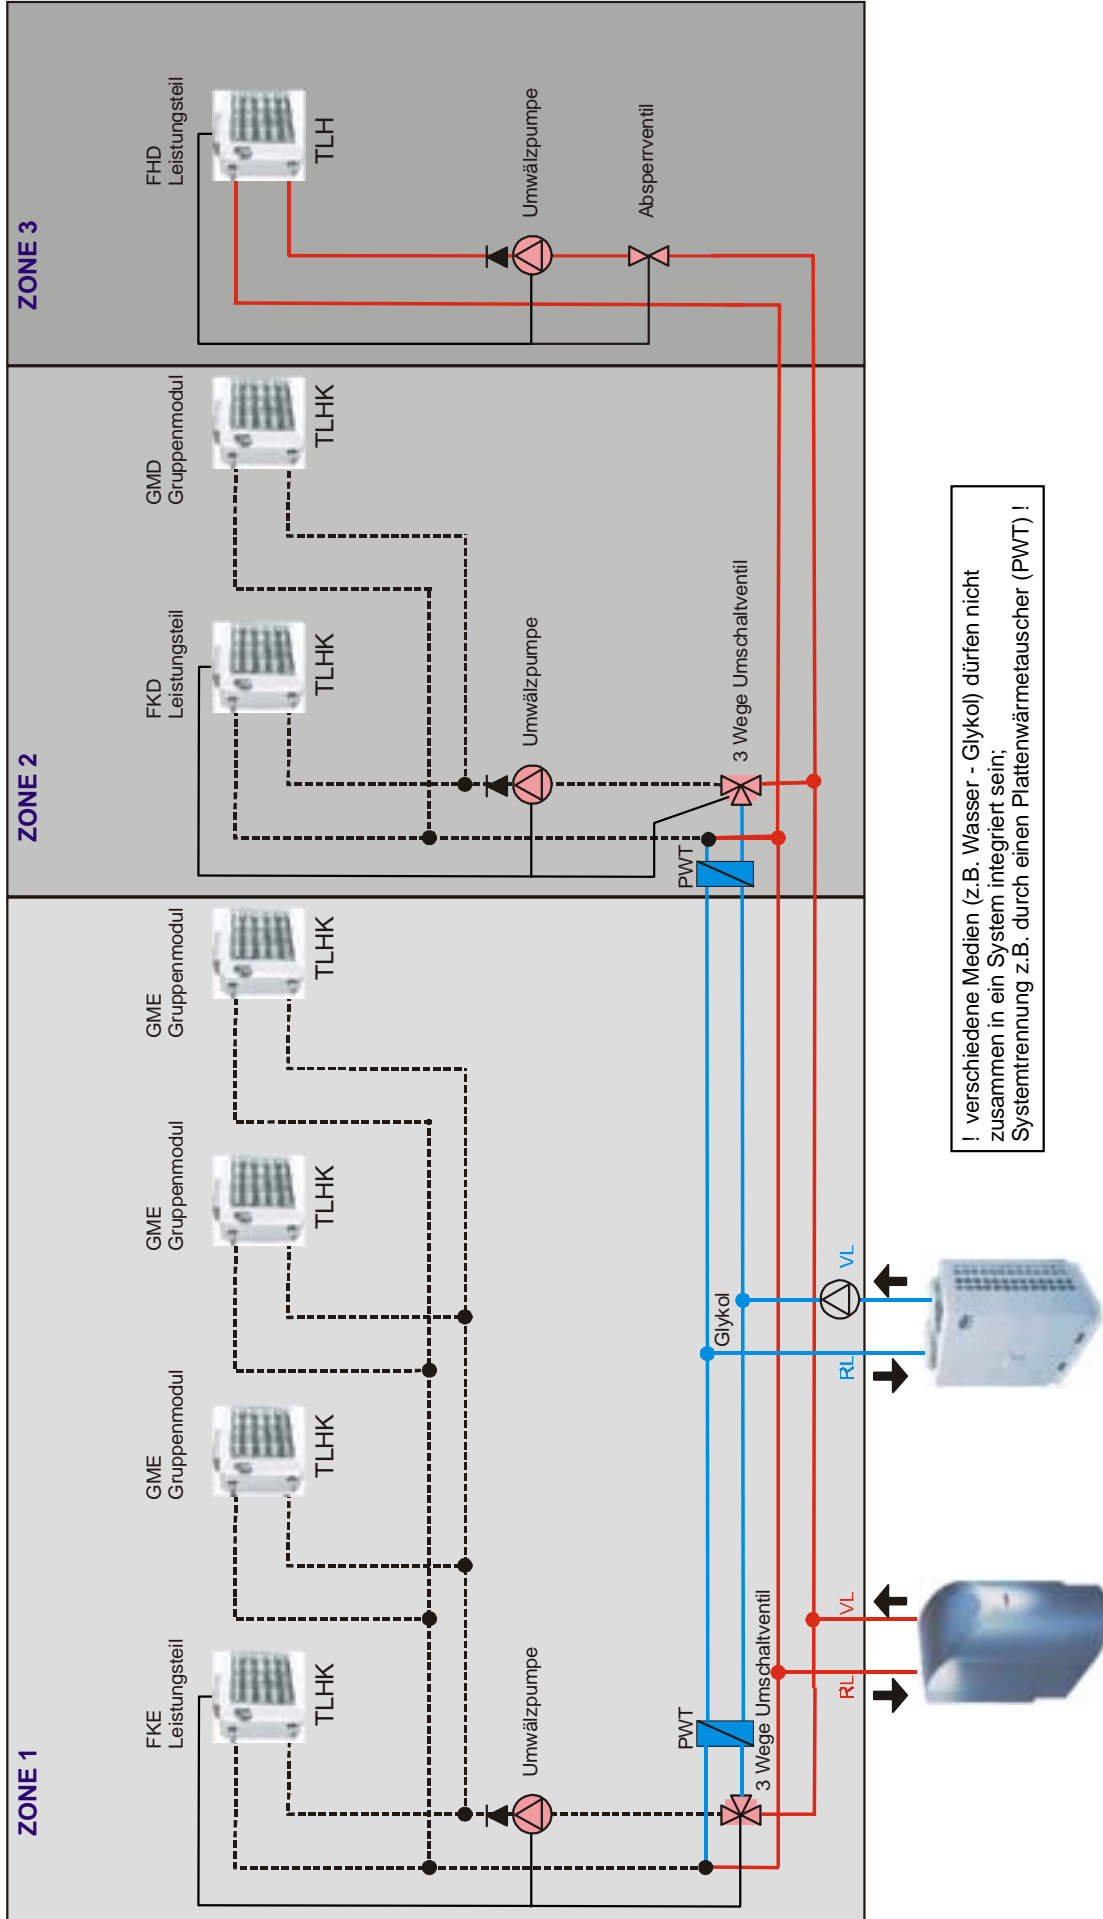 ZONE 1
FKE
Leistungsteil
TLHK
GME
Gruppenmodul
TLHK
GME
Gruppenmodul
TLHK
GME
Gruppenmodul
TLHK
Umwälzpumpe
PWT
3 Wege Umschaltventil
Glykol
RL
VL
RL
VL
ZONE 2
FKD
Leistungsteil
TLHK
GMD
Gruppenmodul
TLHK
Umwälzpumpe
PWT
3 Wege Umschaltventil
ZONE 3
FHD
Leistungsteil
TLH
Umwälzpumpe
Absperrventil
! verschiedene Medien (z.B. Wasser - Glykol) dürfen nicht
zusammen in ein System integriert sein;
Systemtrennung z.B. durch einen Plattenwärmetauscher (PWT) !